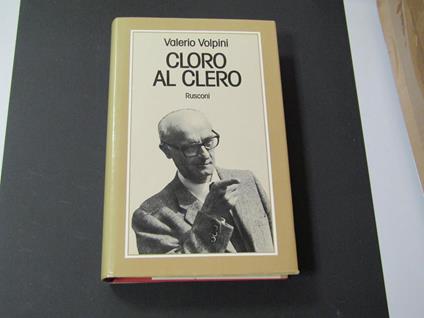 Valerio Volpini
CLORO
AL CLERO
Rusconi